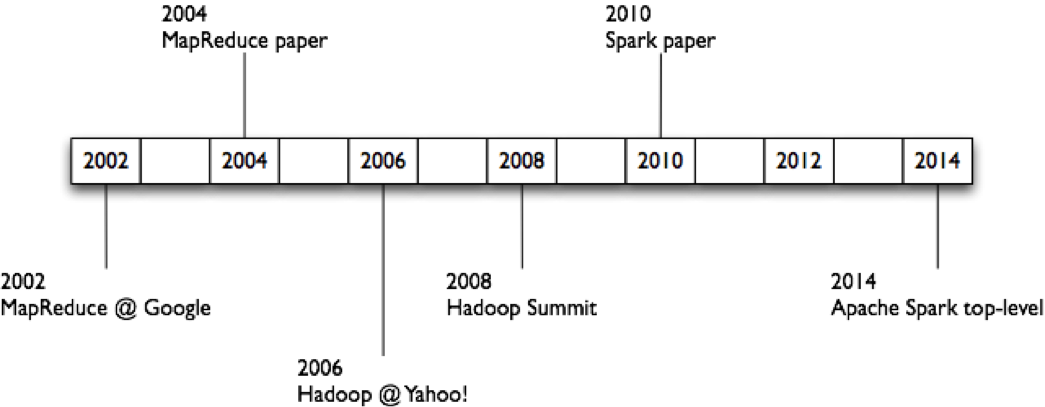 2004
MapReduce paper
2010
Spark paper
2002 2004 2006 2008 2010 2012 2014
2002
MapReduce @ Google
2008
Hadoop Summit
2014
Apache Spark top-level
2006
Hadoop @ Yahoo!